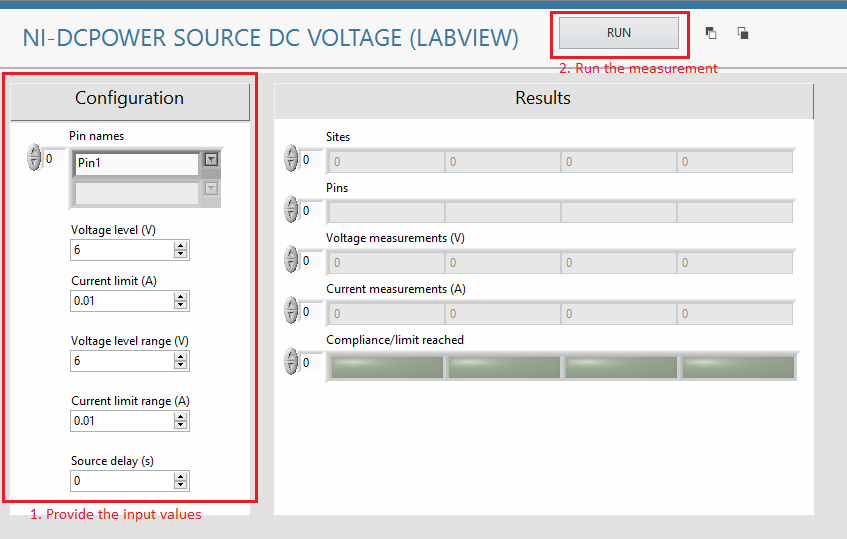 NI-DCPOWER SOURCE DC VOLTAGE (LABVIEW)
RUN
2. Run the measurement
Configuration
Pin names
0
Pin1
Voltage level (V)
6
Current limit (A)
0.01
Voltage level range (V)
6
Current limit range (A)
0.01
Source delay (s)
0
1. Provide the input values
Results
Sites
0 0 0 0 0
Pins
0
Voltage measurements (V)
0 0 0 0 0
Current measurements (A)
0 0 0 0 0
Compliance/limit reached
0